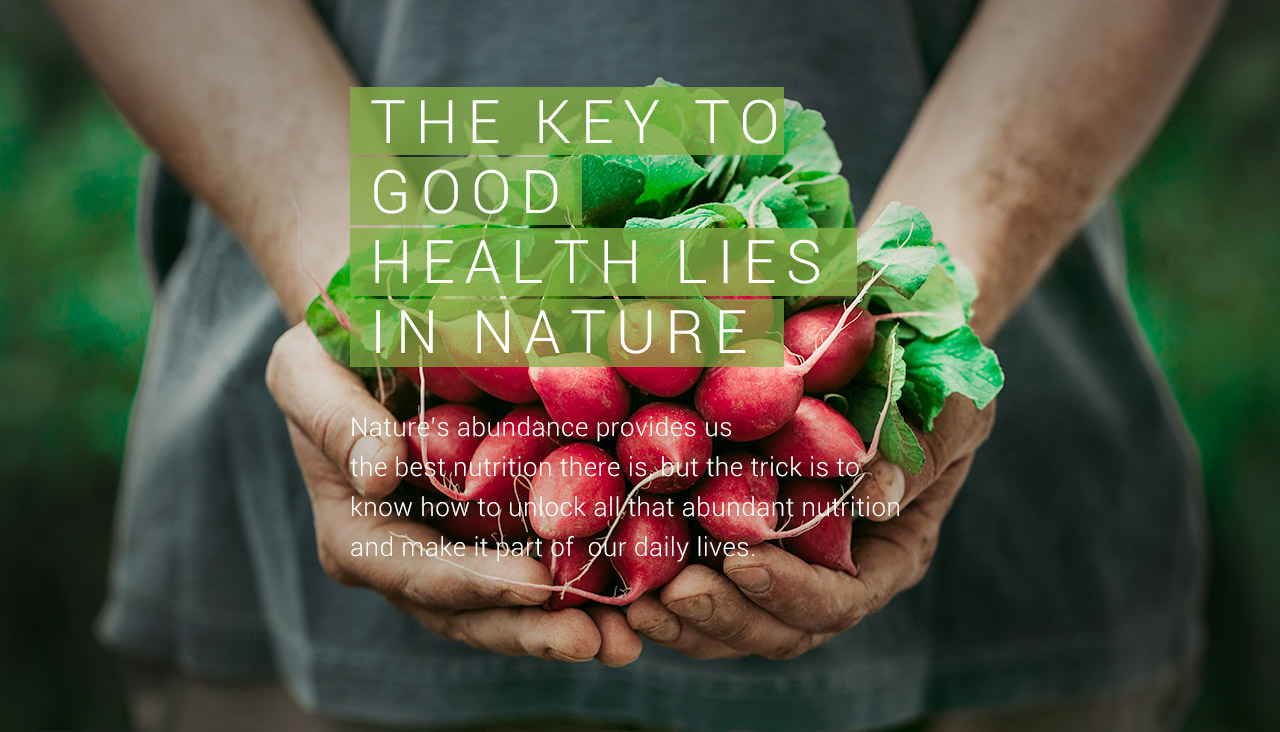 THE KEY TO
GOOD
HEALTH LIES
IN NATURE
Nature's abundance provides us
the best nutrition there is, but the trick is to
know how to unlock all that abundant nutrition
and make it part of our daily lives.